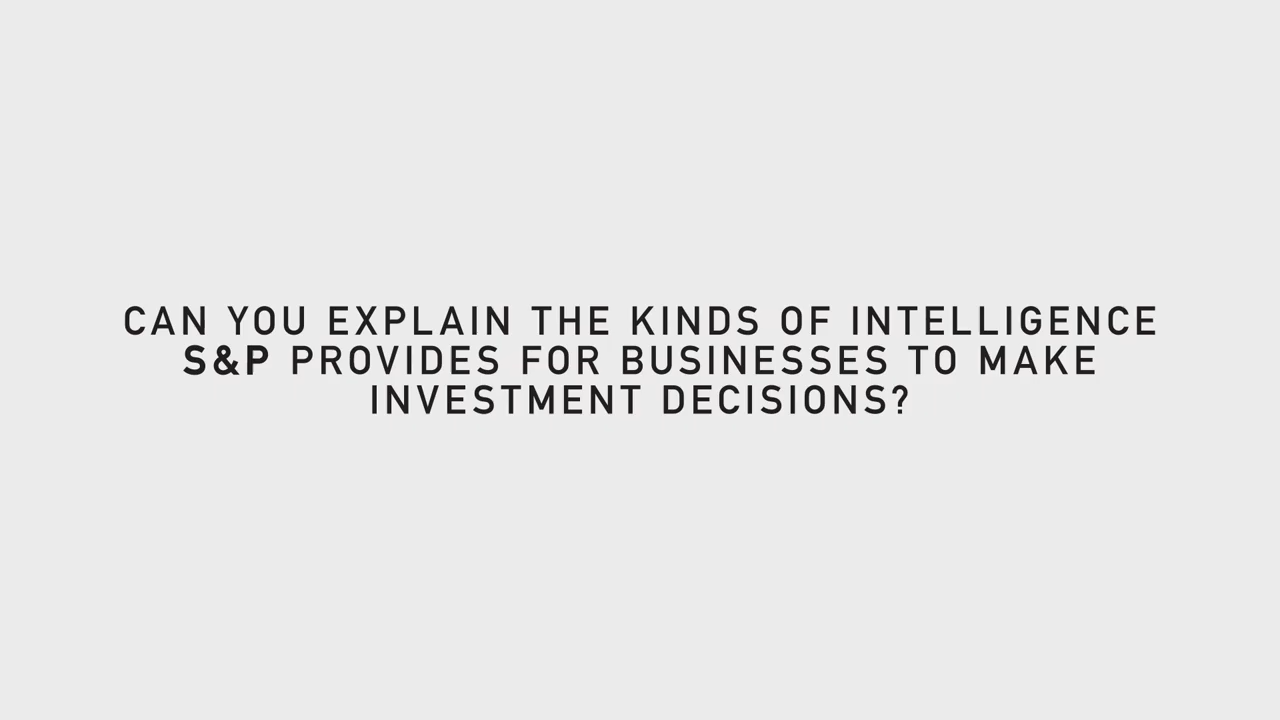 CAN YOU EXPLAIN THE KINDS OF INTELLIGENCE
S&P PROVIDES FOR BUSINESSES TO MAKE
INVESTMENT DECISIONS?